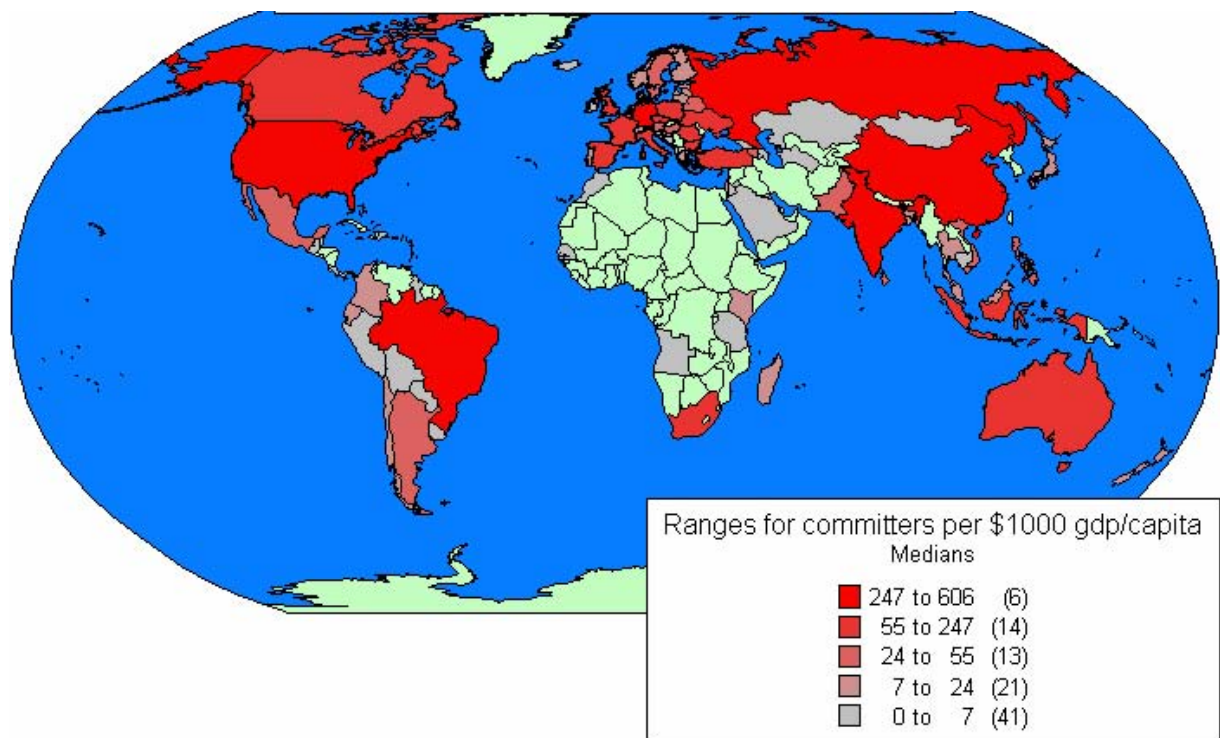 Ranges for committers per $1000 gdp/capita
Medians
247 to 606 (6)
55 to 247 (14)
24 to 55 (13)
7 to 24 (21)
0 to 7 (41)